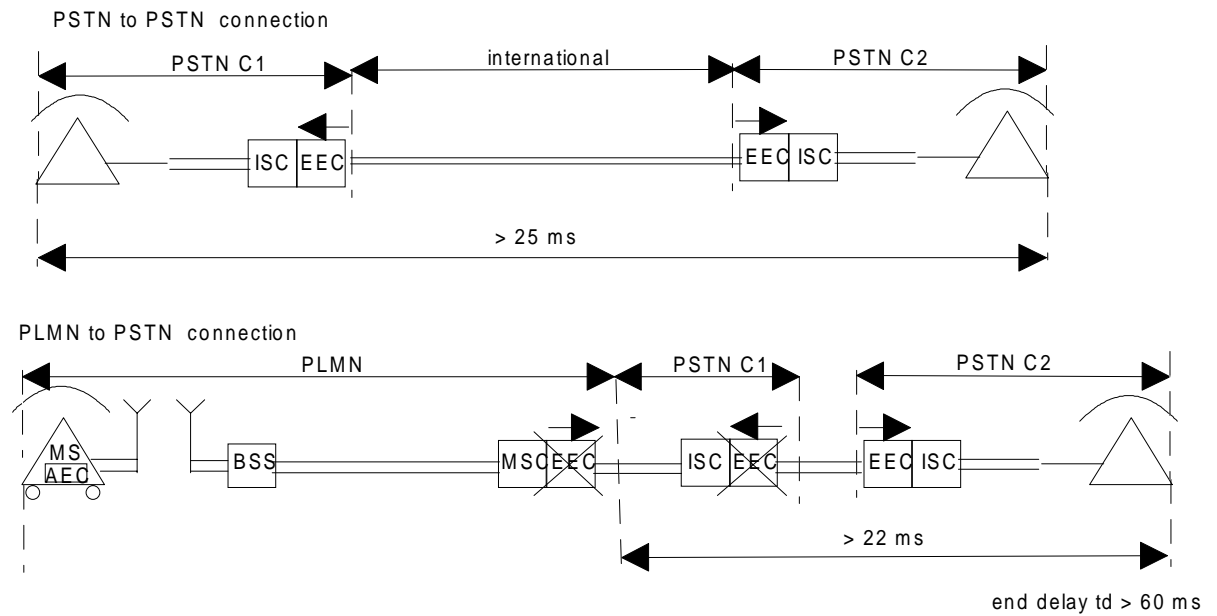 PSTN to PSTN connection
PSTN C1
international
PSTN C2
ISC EEC
EEC ISC
> 25 ms
PLMN to PSTN connection
PLMN
PSTN C1
PSTN C2
MS
AEC
BSS
MSC EEC
ISC EEC
EEC ISC
> 22 ms
end delay td > 60 ms